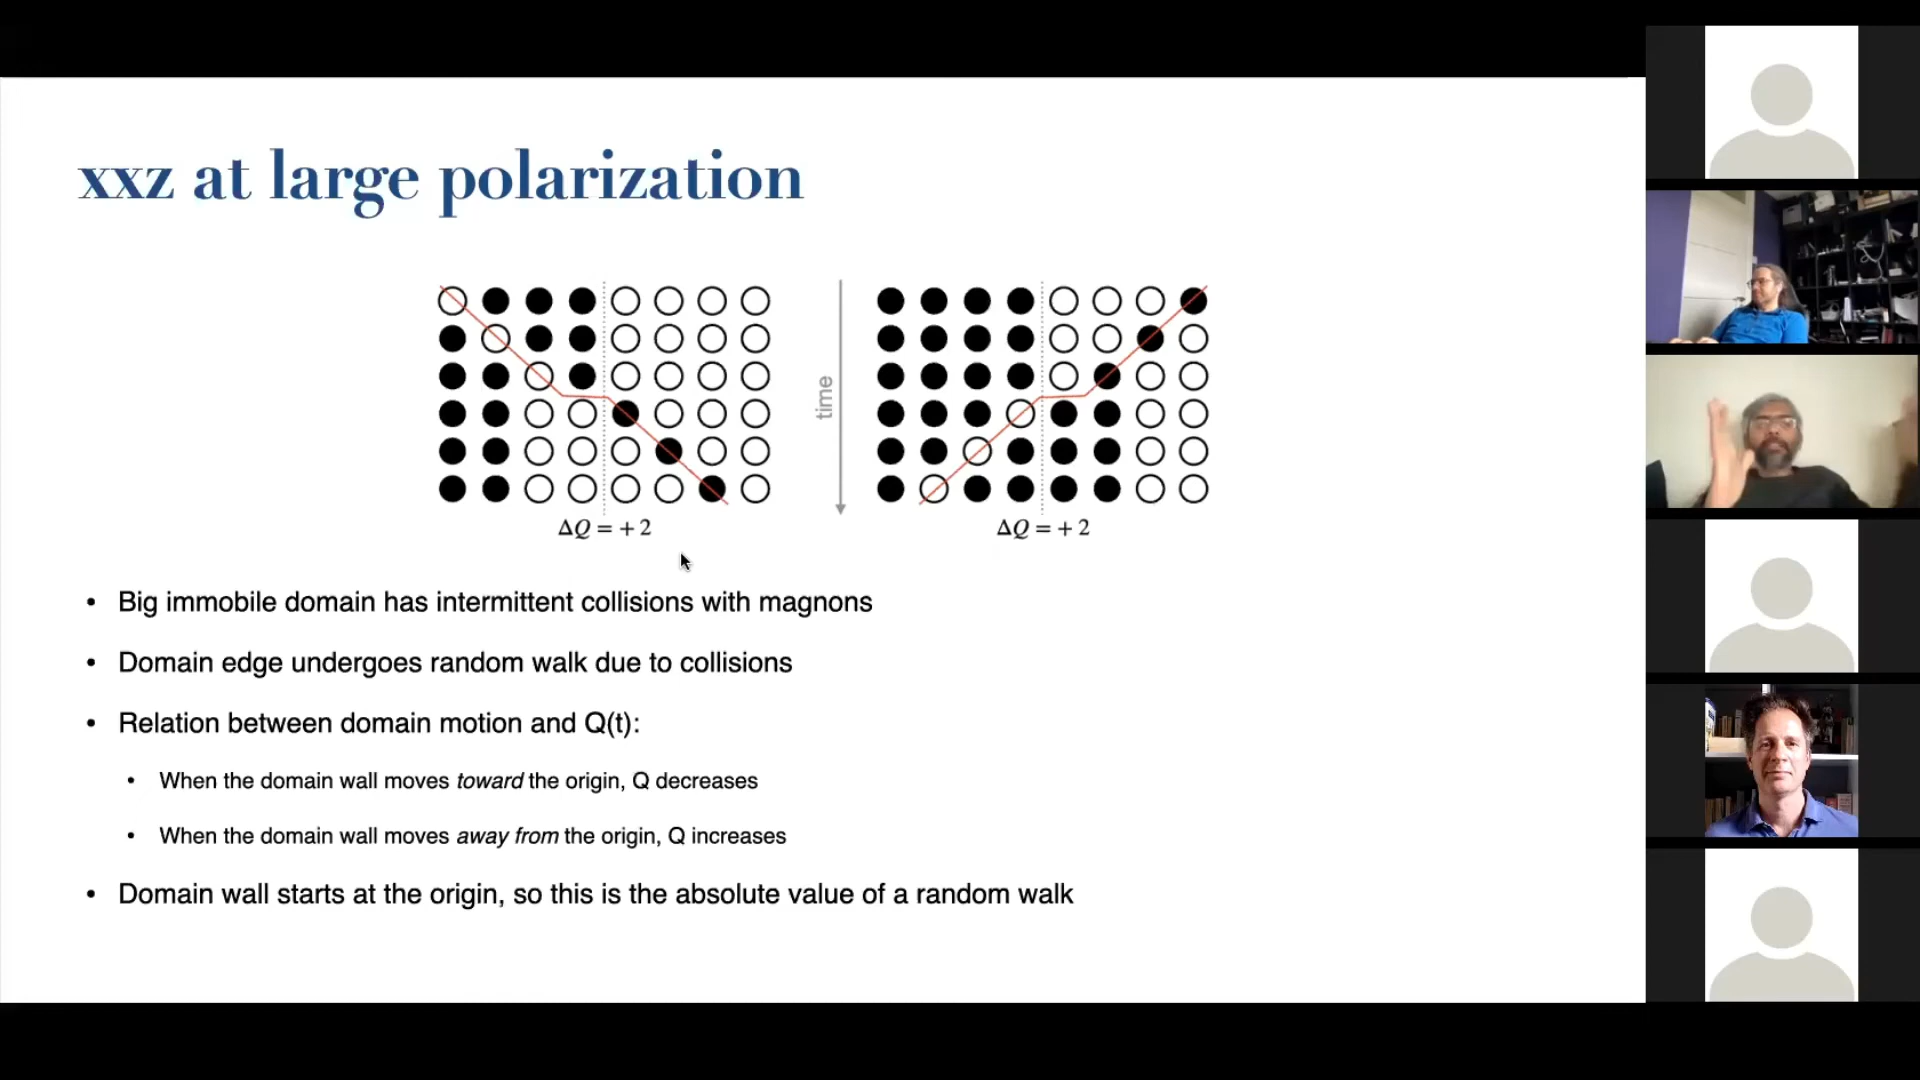 xxz at large polarization
time
ΔQ = + 2
ΔQ = + 2
• Big immobile domain has intermittent collisions with magnons
• Domain edge undergoes random walk due to collisions
• Relation between domain motion and Q(t):
• When the domain wall moves toward the origin, Q decreases
• When the domain wall moves away from the origin, Q increases
• Domain wall starts at the origin, so this is the absolute value of a random walk